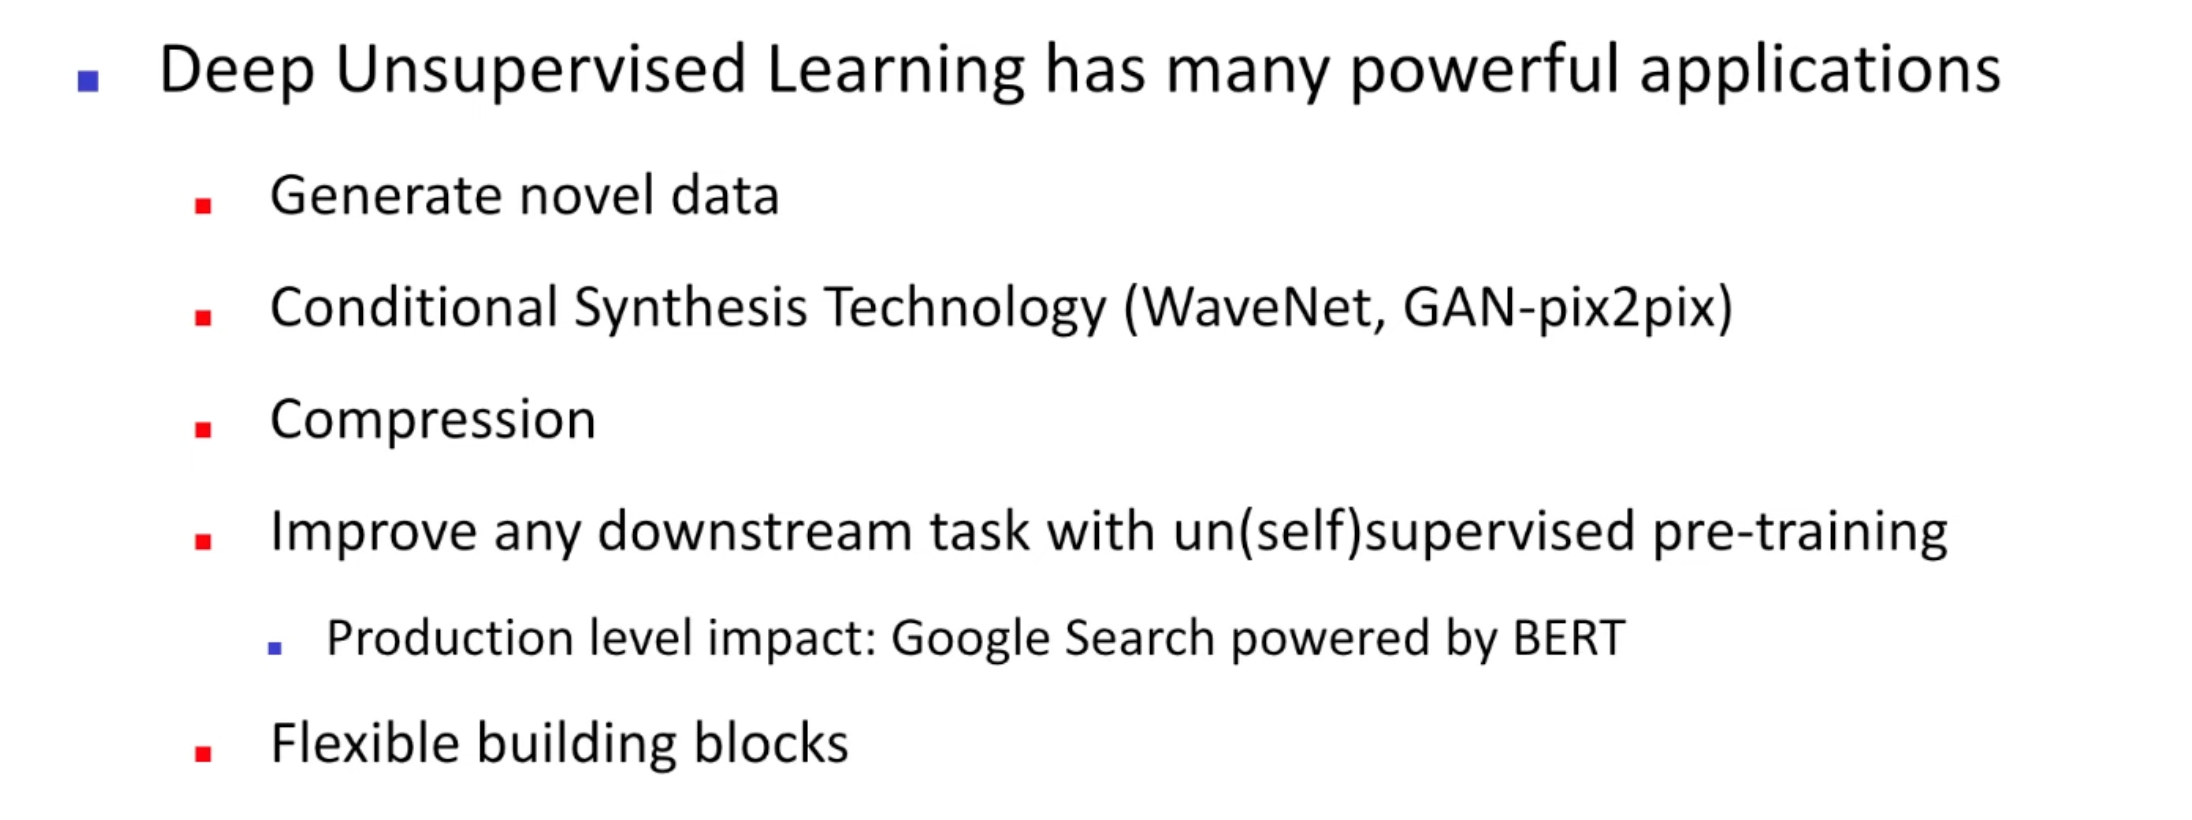 Deep Unsupervised Learning has many powerful applications
Generate novel data
Conditional Synthesis Technology (WaveNet, GAN-pix2pix)
Compression
Improve any downstream task with un(self)supervised pre-training
Production level impact: Google Search powered by BERT
Flexible building blocks